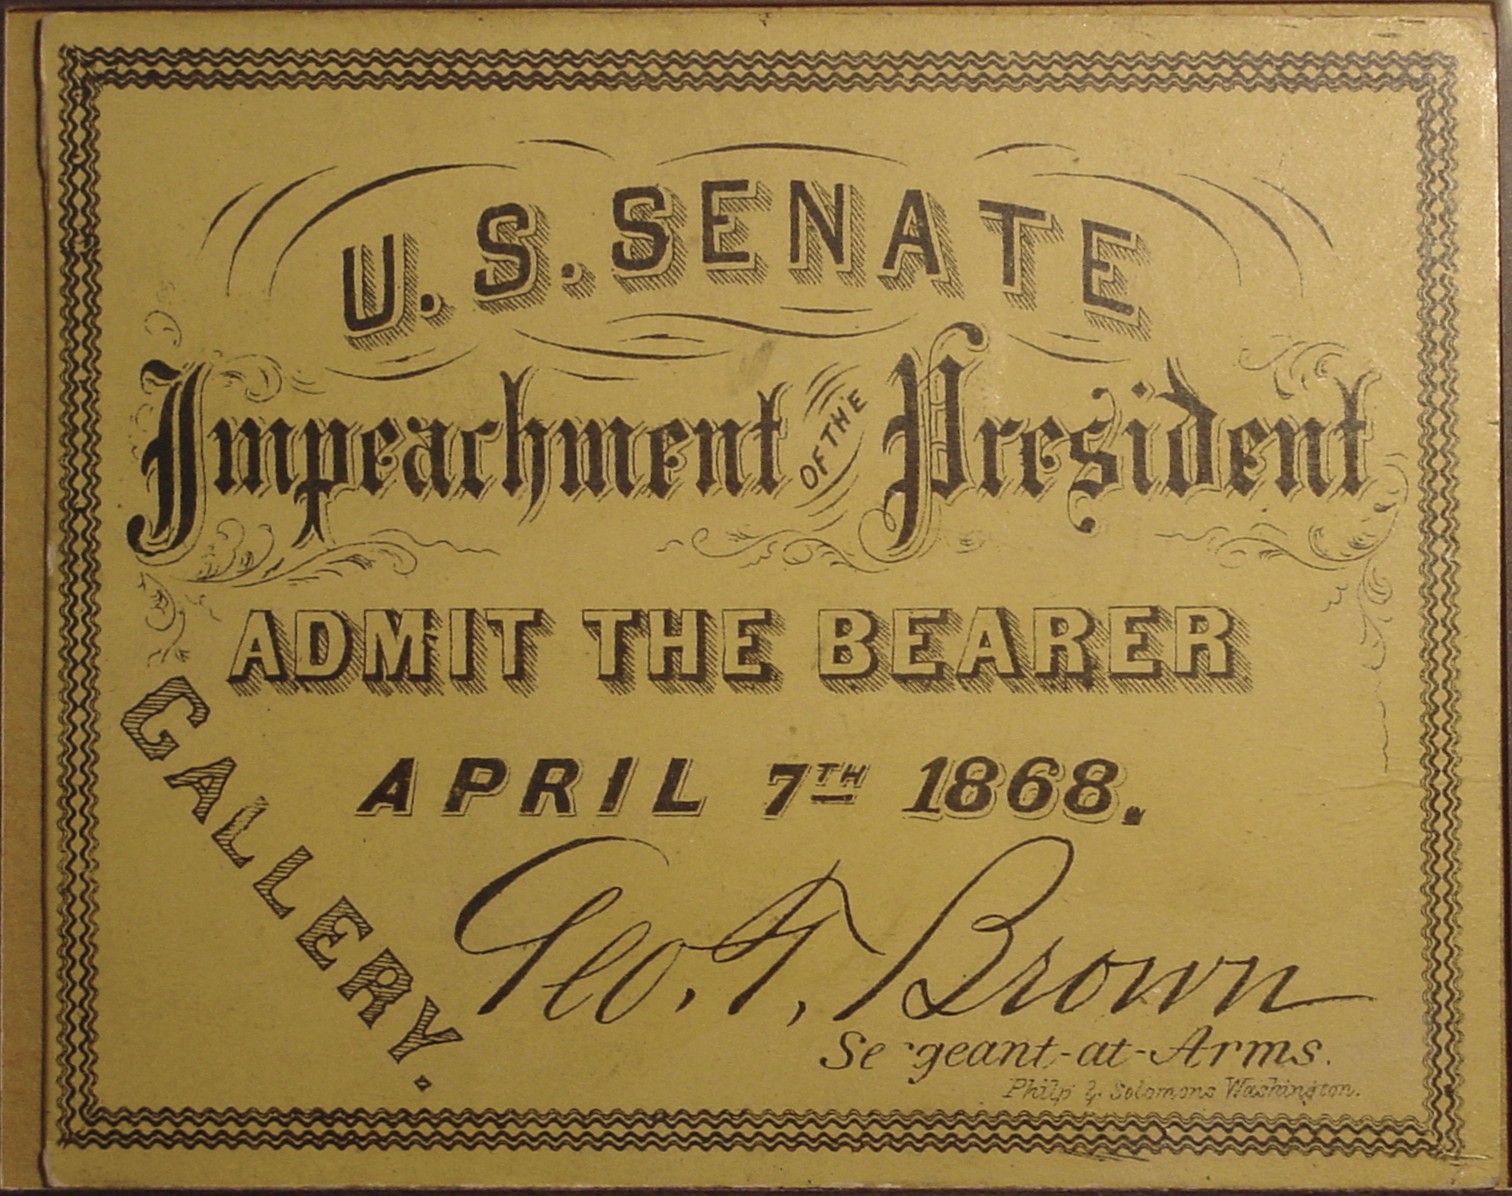 U. S. SENATE
Impeachment OF THE President
ADMIT THE BEARER
GALLERY.
APRIL 7TH 1868.
Geo. T. Brown
Sergeant-at-Arms.
Philp & Solomons Washington.